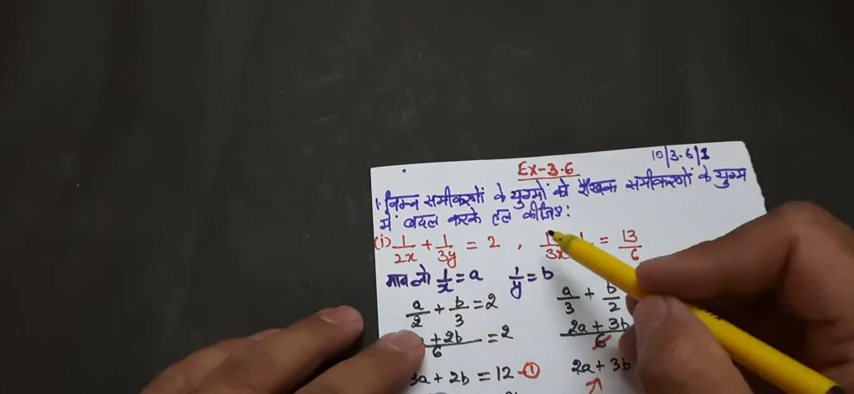 Ex-3.6
10/3.6/1
1. निम्न समीकरणों के युग्मों को रैखिक समीकरणों के युग्म
में बदल करके हल कीजिए:
(i) 1/2x + 1/3y = 2 , 1/3x = 13/6
मान लो 1/x = a 1/y = b
a/2 + b/3 = 2 a/3 + b/2
+ 2b/6 = 2 2a + 3b/6
3a + 2b = 12 -① 2a + 3b